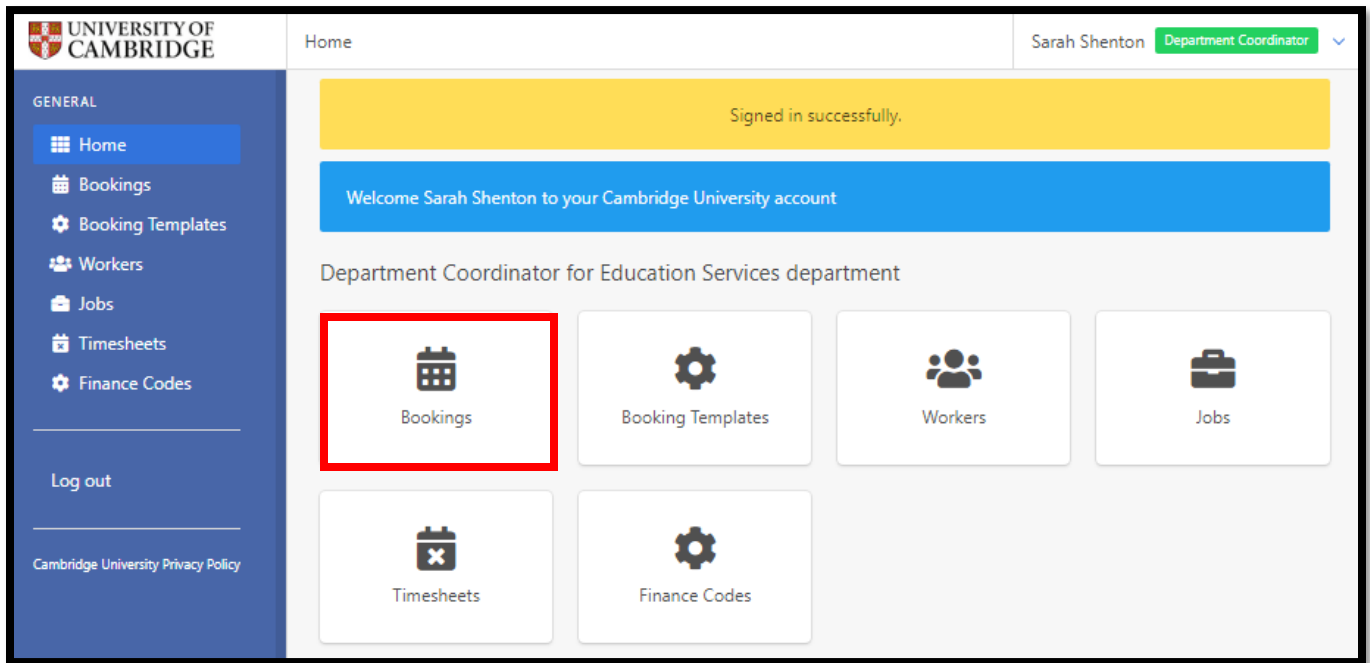 UNIVERSITY OF
CAMBRIDGE
Home
Sarah Shenton
Department Coordinator
GENERAL
Home
Bookings
Booking Templates
Workers
Jobs
Timesheets
Finance Codes
Log out
Cambridge University Privacy Policy
Signed in successfully.
Welcome Sarah Shenton to your Cambridge University account
Department Coordinator for Education Services department
Bookings
Booking Templates
Workers
Jobs
Timesheets
Finance Codes